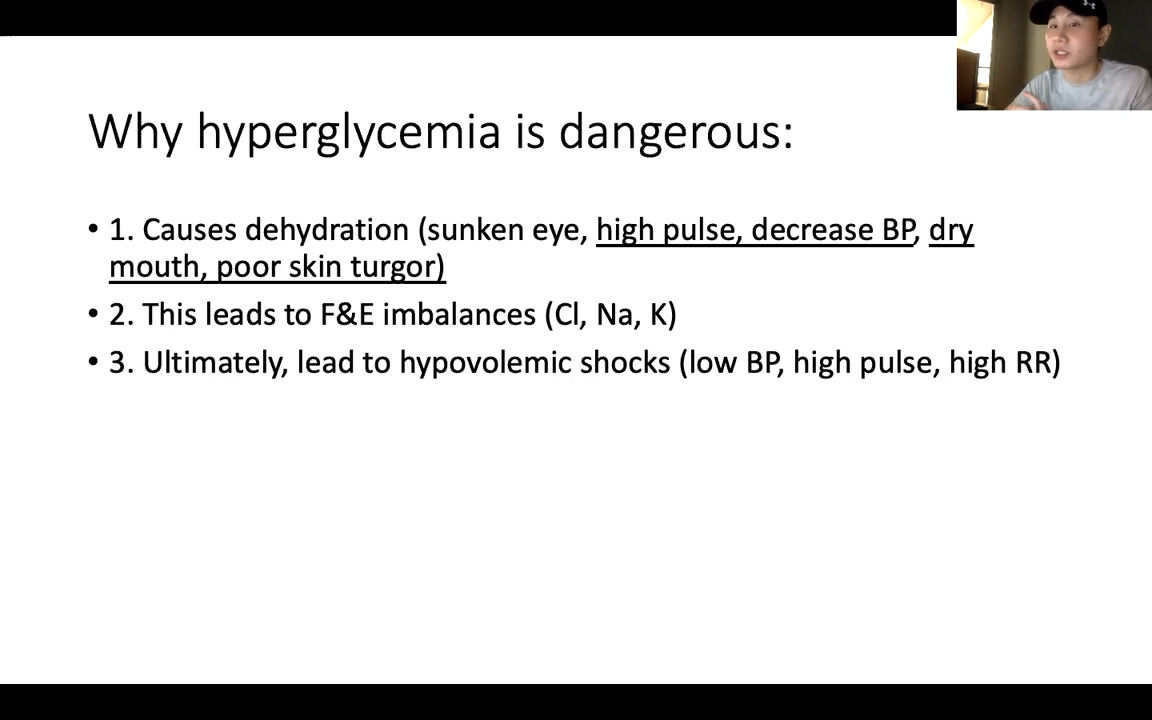 Why hyperglycemia is dangerous:
• 1. Causes dehydration (sunken eye, high pulse, decrease BP, dry
mouth, poor skin turgor)
• 2. This leads to F&E imbalances (Cl, Na, K)
• 3. Ultimately, lead to hypovolemic shocks (low BP, high pulse, high RR)